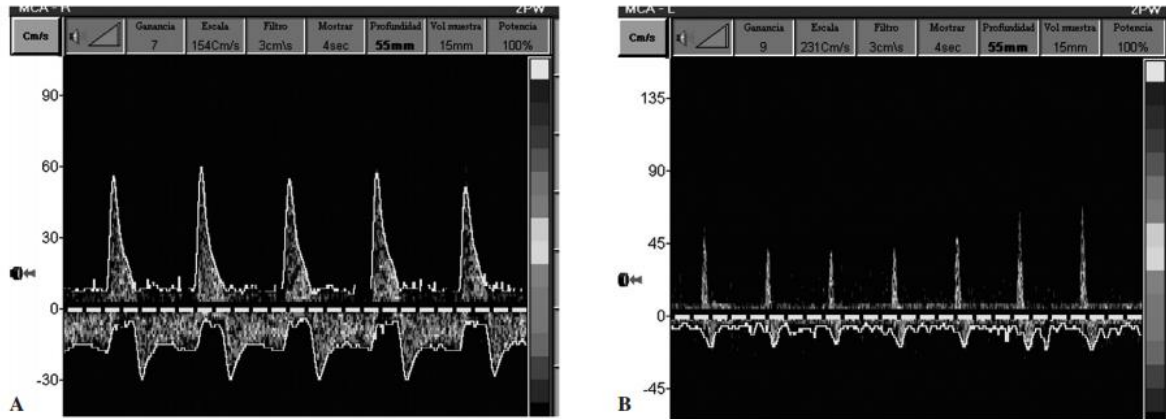 MCA - R 2PW
Cm/s Ganancia Escala Filtro Mostrar Profundidad Vol muestra Potencia
7 154Cm/s 3cm\s 4sec 55mm 15mm 100%
90
60
30
0
-30
A
MCA - L 2PW
Cm/s Ganancia Escala Filtro Mostrar Profundidad Vol muestra Potencia
9 231Cm/s 3cm\s 4sec 55mm 15mm 100%
135
90
45
0
-45
B